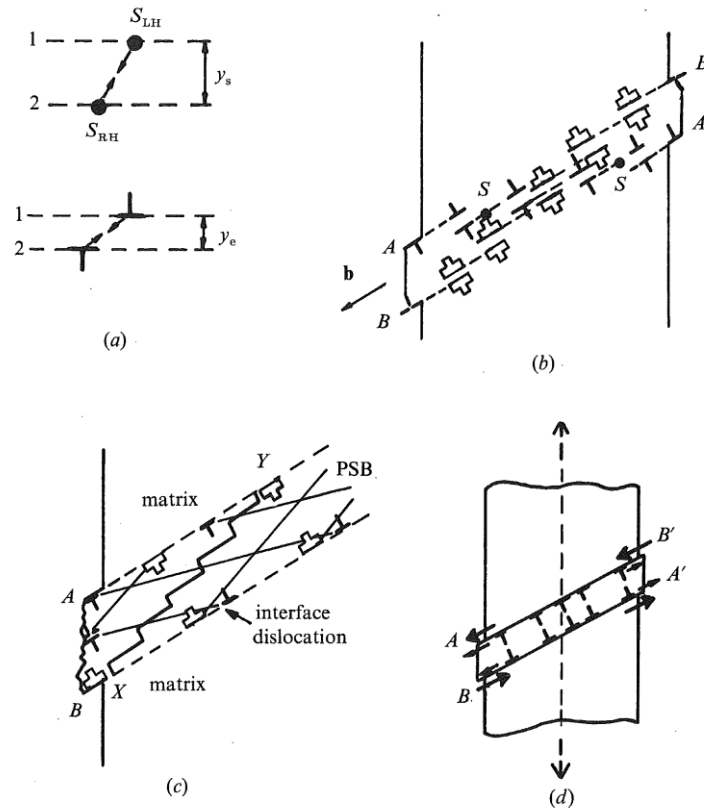 1
S_LH
y_s
2
S_RH
1
y_e
2
(a)
B
A
S
S
A
b
B
(b)
Y
PSB
matrix
A
interface
dislocation
B
X
matrix
(c)
B'
A'
A
B
(d)